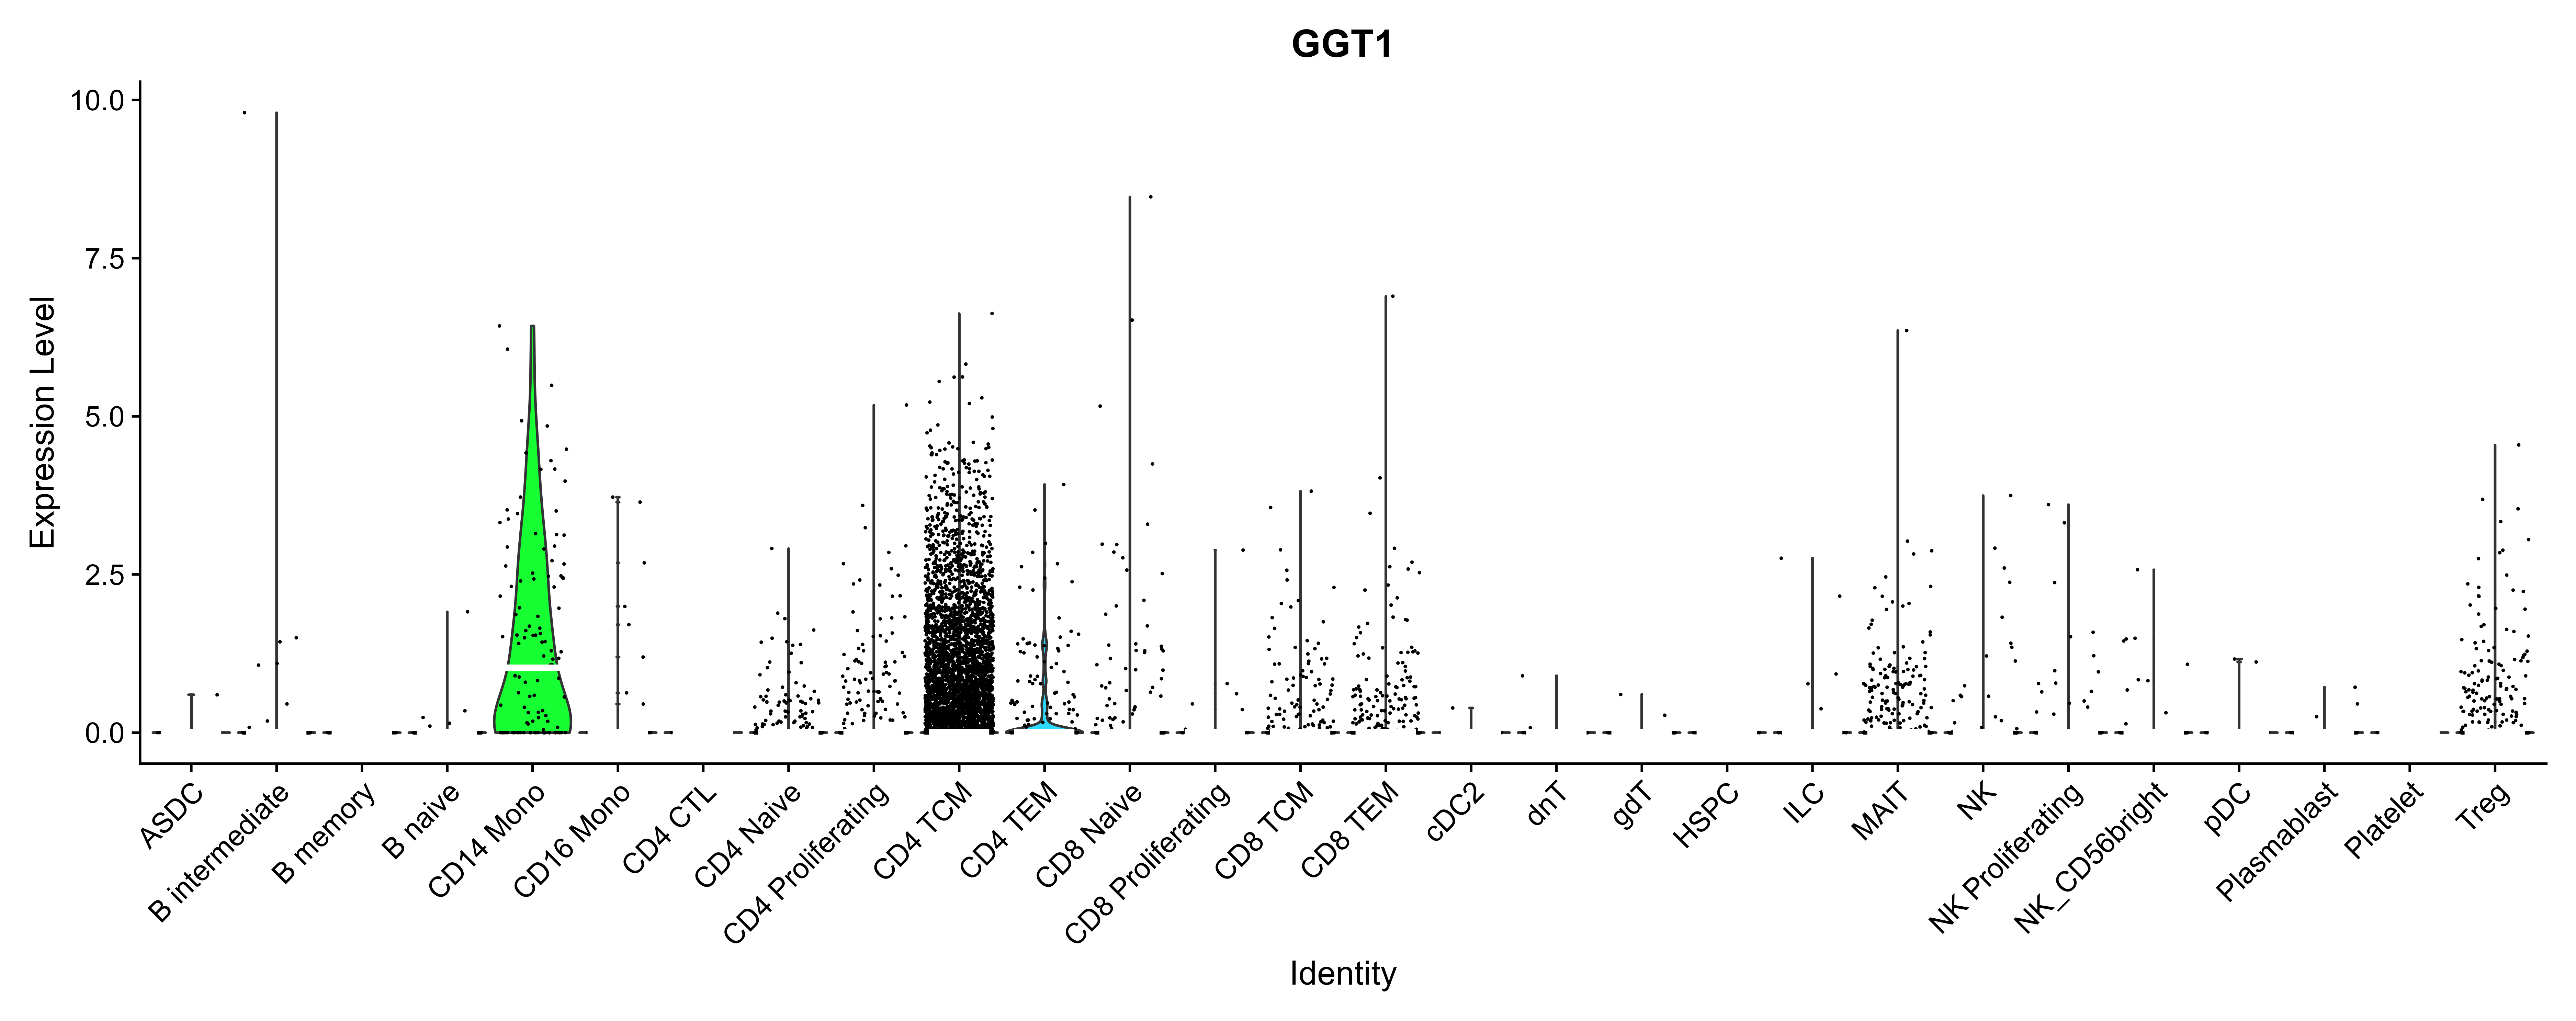 GGT1
Expression Level
10.0
7.5
5.0
2.5
0.0
ASDC
B intermediate
B memory
B naive
CD14 Mono
CD16 Mono
CD4 CTL
CD4 Naive
CD4 Proliferating
CD4 TCM
CD4 TEM
CD8 Naive
CD8 Proliferating
CD8 TCM
CD8 TEM
cDC2
dnT
gdT
HSPC
ILC
MAIT
NK
NK Proliferating
NK_CD56bright
pDC
Plasmablast
Platelet
Treg
Identity